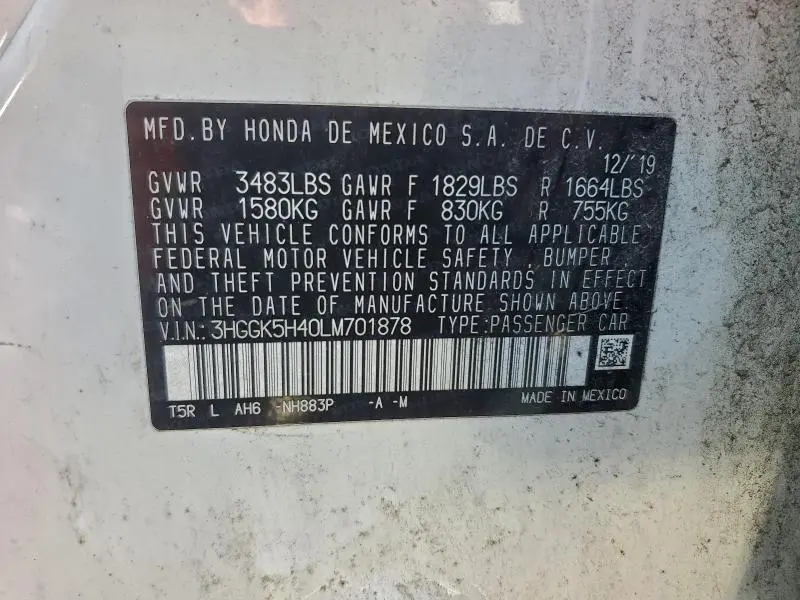 MFD.BY HONDA DE MEXICO S.A. DE C.V.
12/'19
GVWR 3483LBS GAWR F 1829LBS R 1664LBS
GVWR 1580KG GAWR F 830KG R 755KG
THIS VEHICLE CONFORMS TO ALL APPLICABLE
FEDERAL MOTOR VEHICLE SAFETY , BUMPER ,
AND THEFT PREVENTION STANDARDS IN EFFECT
ON THE DATE OF MANUFACTURE SHOWN ABOVE.
V.I.N.: 3HGGK5H40LM701878 TYPE:PASSENGER CAR
T5R L AH6 -NH883P -A -M MADE IN MEXICO